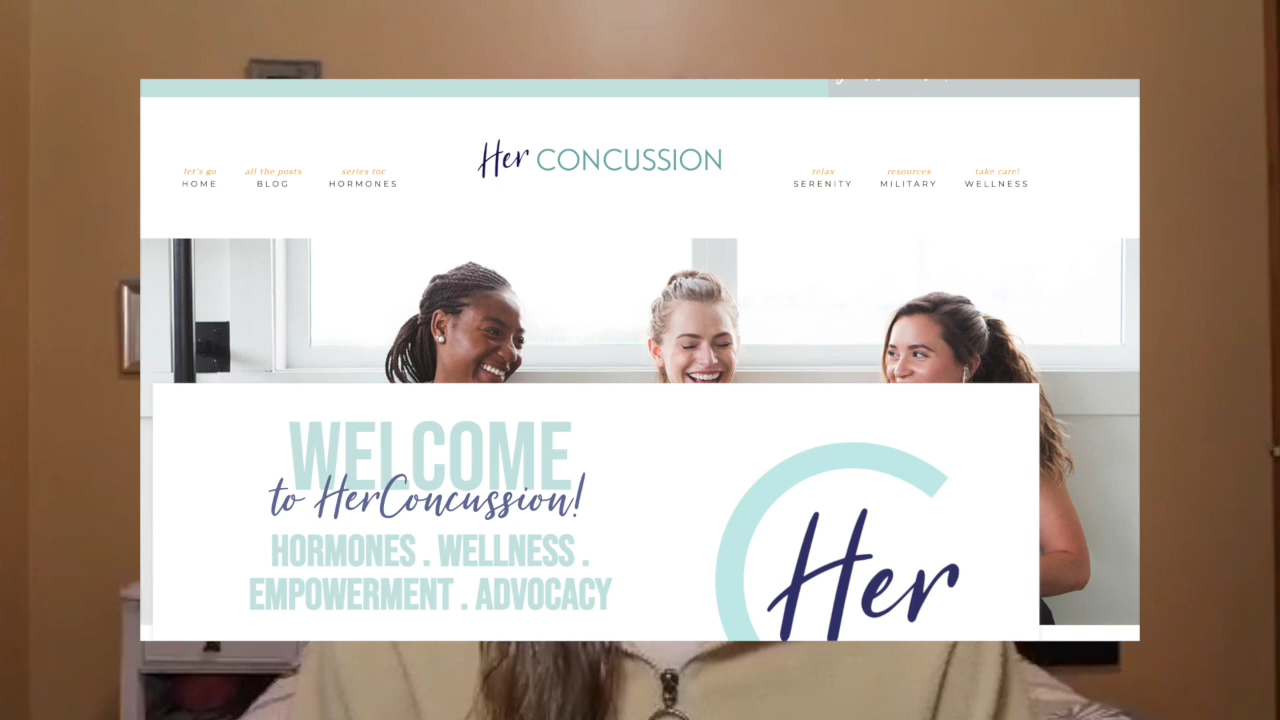 Her CONCUSSION
let's go
HOME
all the posts
BLOG
series toc
HORMONES
relax
SERENITY
resources
MILITARY
take care!
WELLNESS
WELCOME
to HerConcussion!
HORMONES . WELLNESS .
EMPOWERMENT . ADVOCACY
Her